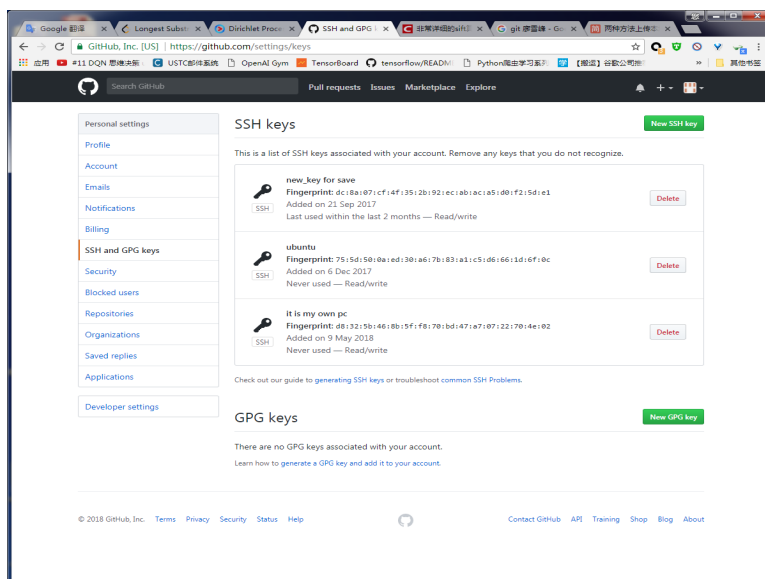 Google 翻译
Longest Subst
Dirichlet Proce
SSH and GPG
非常详细的sift
git 廖雪峰 - Go
两种方法上传本
GitHub, Inc. [US] | https://github.com/settings/keys
应用
#11 DQN 思维决策
USTC邮件系统
OpenAI Gym
TensorBoard
tensorflow/READM
Python爬虫学习系列
【搬运】谷歌公司推
»
其他书签
Search GitHub
Pull requests
Issues
Marketplace
Explore
Personal settings
Profile
Account
Emails
Notifications
Billing
SSH and GPG keys
Security
Blocked users
Repositories
Organizations
Saved replies
Applications
Developer settings
SSH keys
New SSH key
This is a list of SSH keys associated with your account. Remove any keys that you do not recognize.
new_key for save
Fingerprint: dc:8a:07:cf:4f:35:2b:92:ec:ab:ac:a5:d0:f2:5d:e1
SSH
Added on 21 Sep 2017
Last used within the last 2 months — Read/write
Delete
ubuntu
Fingerprint: 75:5d:50:0a:ed:30:a6:7b:83:a1:c5:d6:66:1d:6f:0c
SSH
Added on 6 Dec 2017
Never used — Read/write
Delete
it is my own pc
Fingerprint: d8:32:5b:46:8b:5f:f8:70:bd:47:a7:07:22:70:4e:02
SSH
Added on 9 May 2018
Never used — Read/write
Delete
Check out our guide to generating SSH keys or troubleshoot common SSH Problems.
GPG keys
New GPG key
There are no GPG keys associated with your account.
Learn how to generate a GPG key and add it to your account.
© 2018 GitHub, Inc.
Terms
Privacy
Security
Status
Help
Contact GitHub
API
Training
Shop
Blog
About